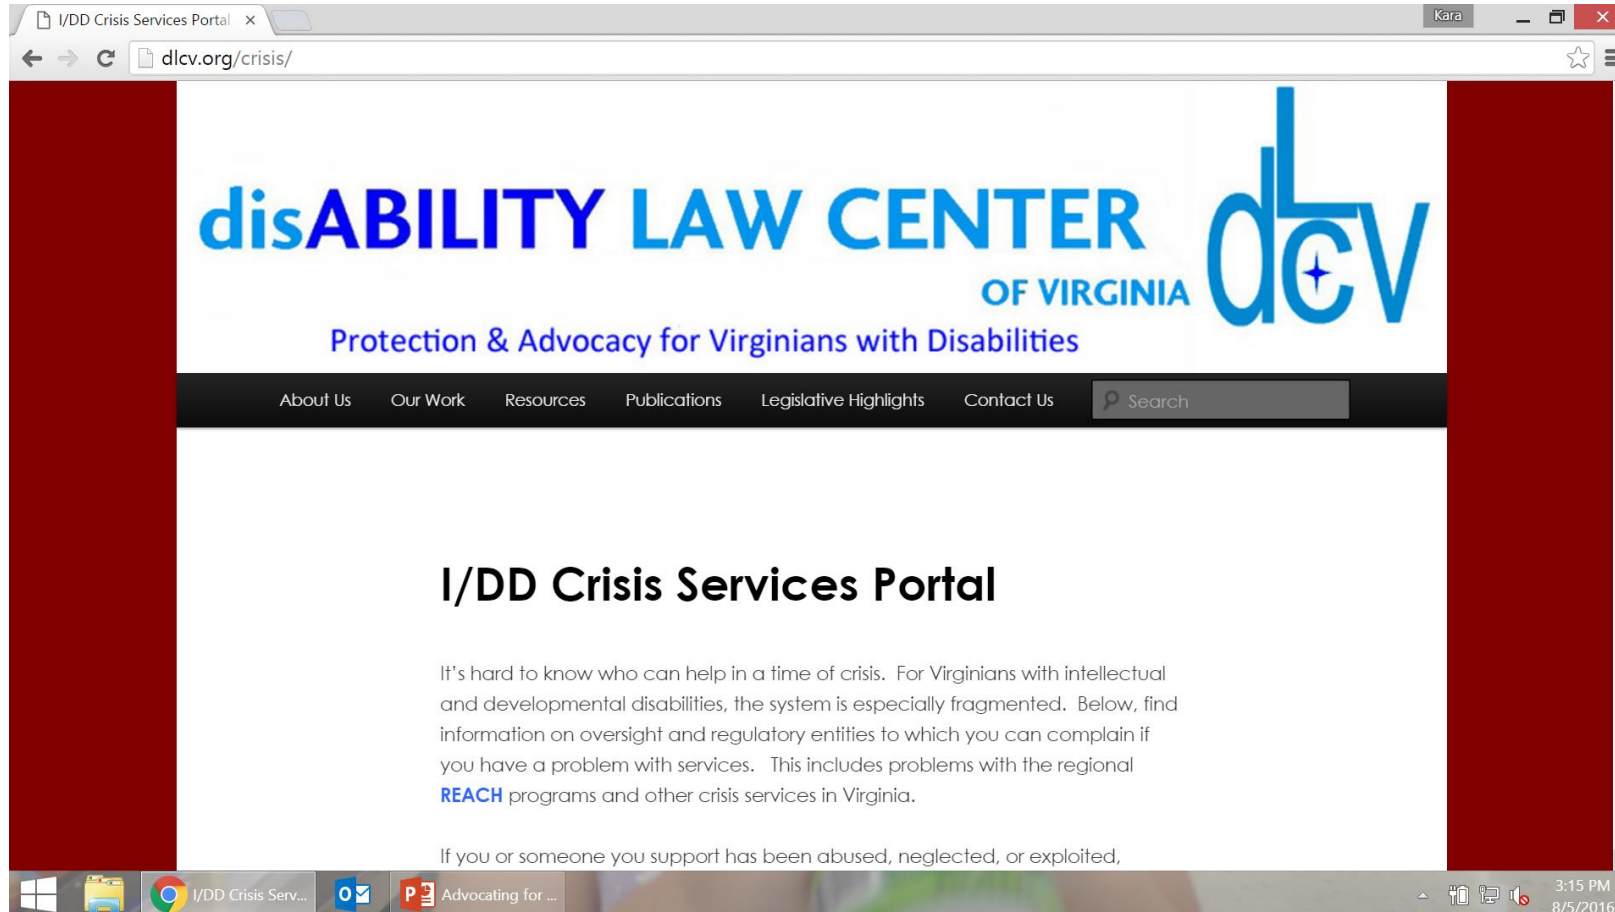 I/DD Crisis Services Portal
Kara
dlcv.org/crisis/
disABILITY LAW CENTER
OF VIRGINIA
dLCV
Protection & Advocacy for Virginians with Disabilities
About Us Our Work Resources Publications Legislative Highlights Contact Us Search
I/DD Crisis Services Portal
It's hard to know who can help in a time of crisis. For Virginians with intellectual
and developmental disabilities, the system is especially fragmented. Below, find
information on oversight and regulatory entities to which you can complain if
you have a problem with services. This includes problems with the regional
REACH programs and other crisis services in Virginia.
If you or someone you support has been abused, neglected, or exploited,
I/DD Crisis Serv... Advocating for ... 3:15 PM
8/5/2016